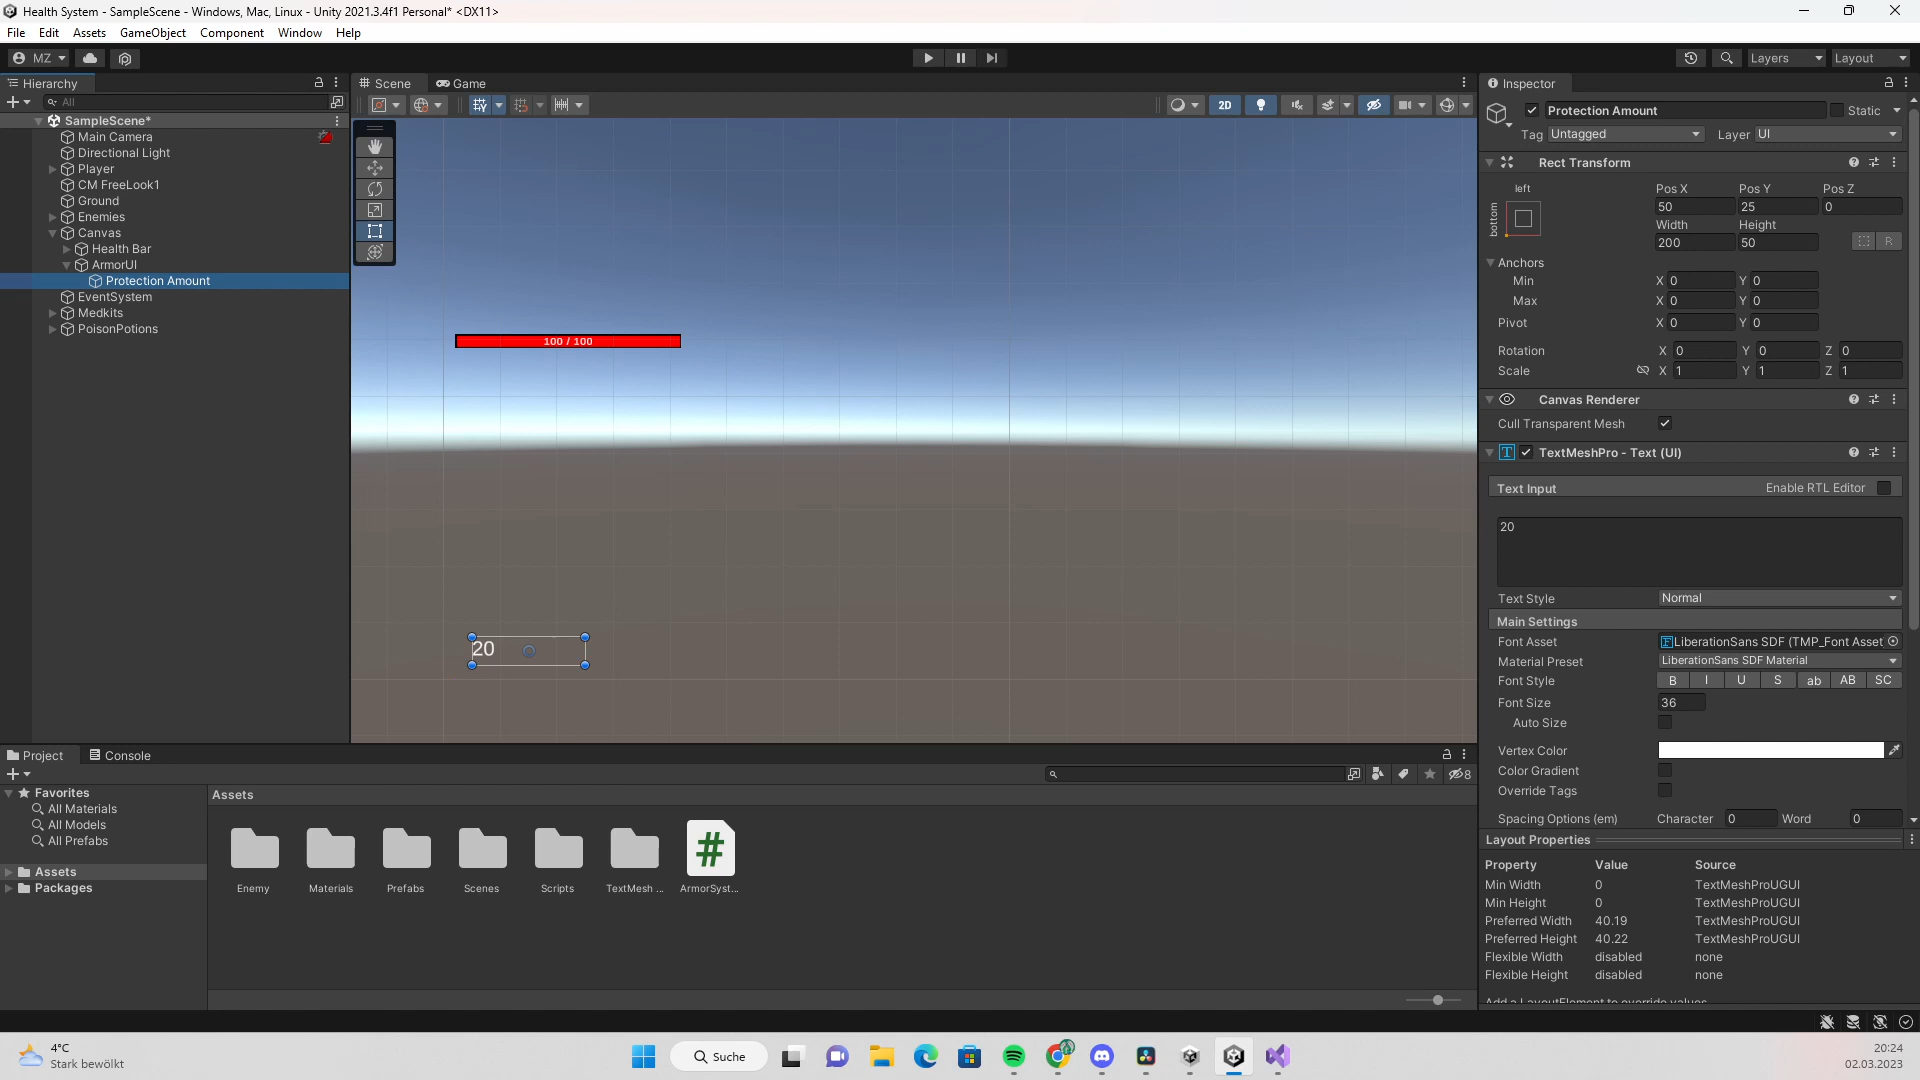 Health System - SampleScene - Windows, Mac, Linux - Unity 2021.3.4f1 Personal* <DX11>
File Edit Assets GameObject Component Window Help
MZ Layers Layout
Hierarchy
All
SampleScene*
Main Camera
Directional Light
Player
CM FreeLook1
Ground
Enemies
Canvas
Health Bar
ArmorUI
Protection Amount
EventSystem
Medkits
PoisonPotions
Scene Game
2D
100 / 100
20
Inspector
Protection Amount Static
Tag Untagged Layer UI
Rect Transform
left
bottom
Pos X Pos Y Pos Z
50 25 0
Width Height
200 50
R
Anchors
Min X 0 Y 0
Max X 0 Y 0
Pivot X 0 Y 0
Rotation X 0 Y 0 Z 0
Scale X 1 Y 1 Z 1
Canvas Renderer
Cull Transparent Mesh
TextMeshPro - Text (UI)
Text Input Enable RTL Editor
20
Text Style Normal
Main Settings
Font Asset LiberationSans SDF (TMP_Font Asset
Material Preset LiberationSans SDF Material
Font Style B I U S ab AB SC
Font Size 36
Auto Size
Vertex Color
Color Gradient
Override Tags
Spacing Options (em) Character 0 Word 0
Layout Properties
Property Value Source
Min Width 0 TextMeshProUGUI
Min Height 0 TextMeshProUGUI
Preferred Width 40.19 TextMeshProUGUI
Preferred Height 40.22 TextMeshProUGUI
Flexible Width disabled none
Flexible Height disabled none
Add a LayoutElement to override values
Project Console
8
Favorites
All Materials
All Models
All Prefabs
Assets
Packages
Assets
Enemy Materials Prefabs Scenes Scripts TextMesh ... ArmorSyst...
4°C
Stark bewölkt
Suche
20:24
02.03.2023